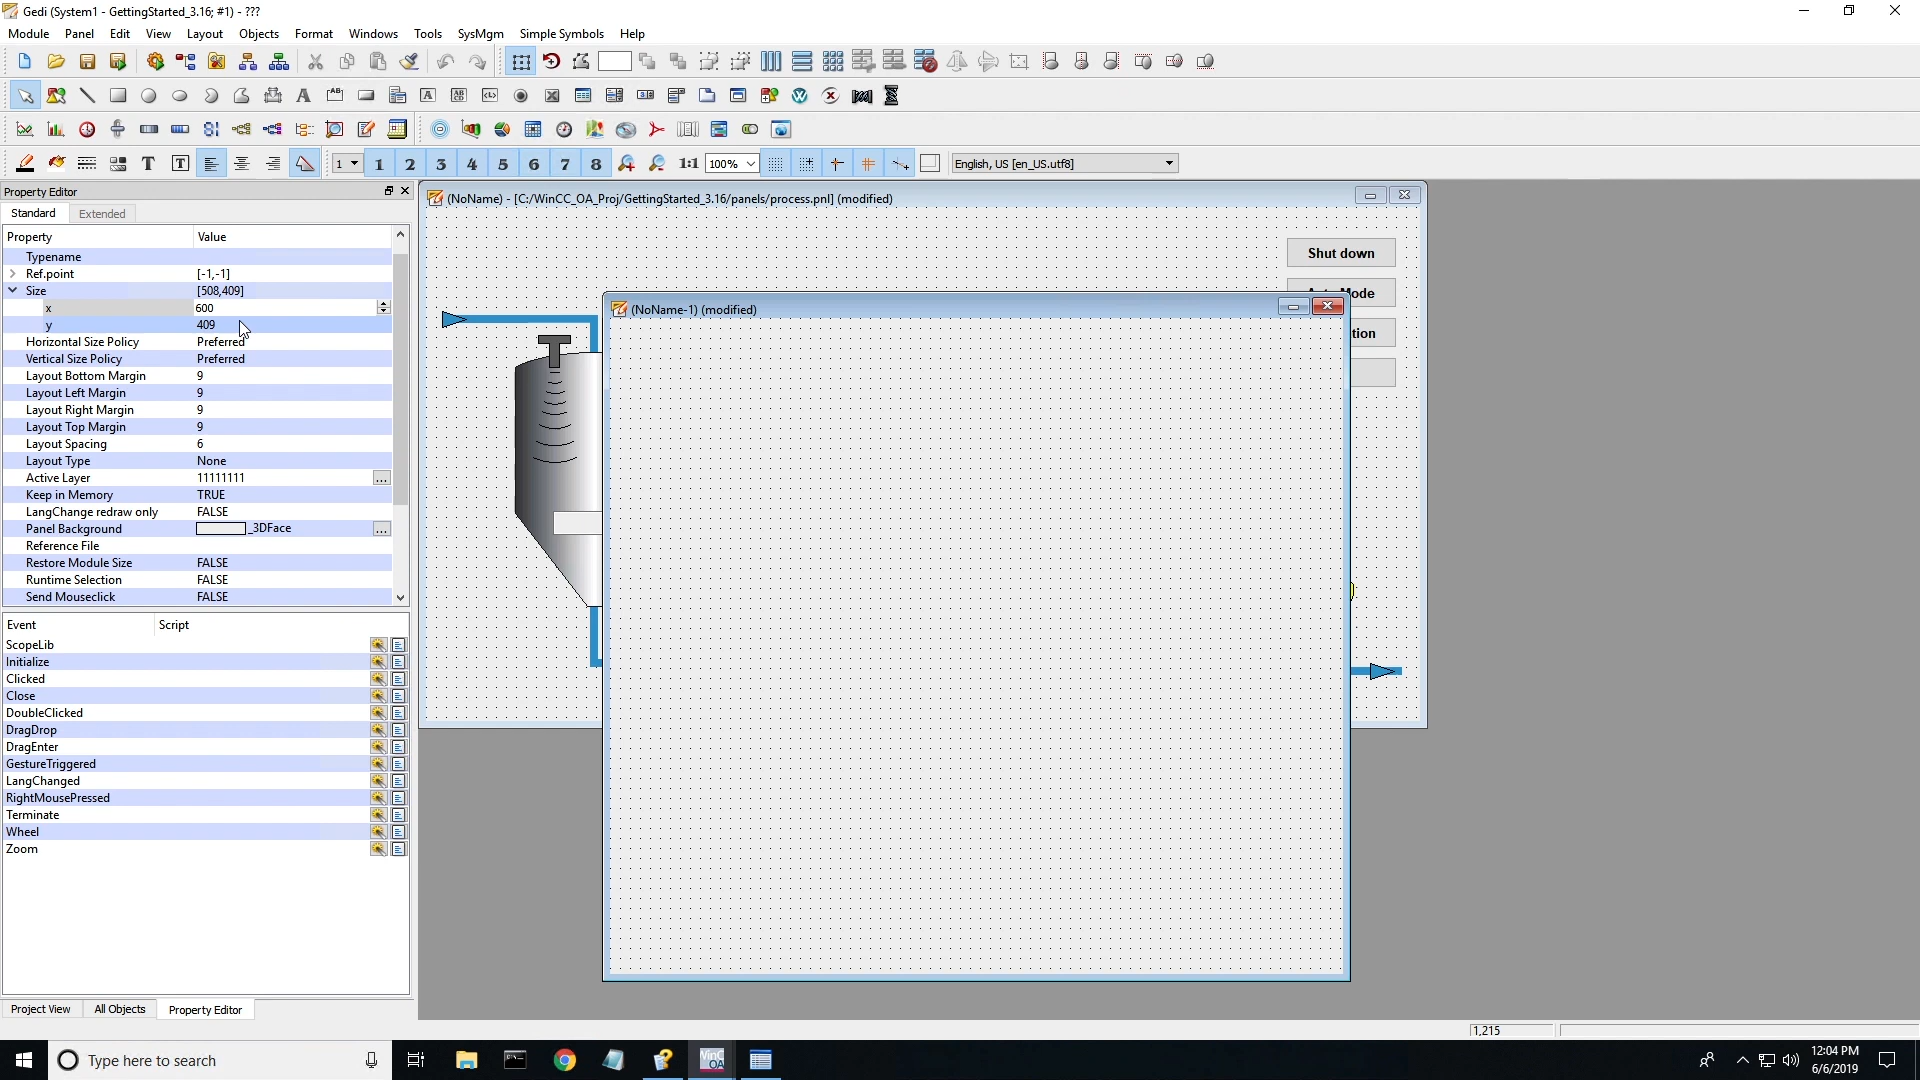 Gedi (System1 - GettingStarted_3.16; #1) - ???
Module Panel Edit View Layout Objects Format Windows Tools SysMgm Simple Symbols Help
1 1 2 3 4 5 6 7 8 1:1 100% English, US [en_US.utf8]
Property Editor
Standard Extended
Property Value
Typename
Ref.point [-1,-1]
Size [508,409]
x 600
y 409
Horizontal Size Policy Preferred
Vertical Size Policy Preferred
Layout Bottom Margin 9
Layout Left Margin 9
Layout Right Margin 9
Layout Top Margin 9
Layout Spacing 6
Layout Type None
Active Layer 11111111 ...
Keep in Memory TRUE
LangChange redraw only FALSE
Panel Background _3DFace ...
Reference File
Restore Module Size FALSE
Runtime Selection FALSE
Send Mouseclick FALSE
Event Script
ScopeLib
Initialize
Clicked
Close
DoubleClicked
DragDrop
DragEnter
GestureTriggered
LangChanged
RightMousePressed
Terminate
Wheel
Zoom
Project View All Objects Property Editor
(NoName) - [C:/WinCC_OA_Proj/GettingStarted_3.16/panels/process.pnl] (modified)
Shut down
(NoName-1) (modified)
1,215
Type here to search
12:04 PM
6/6/2019